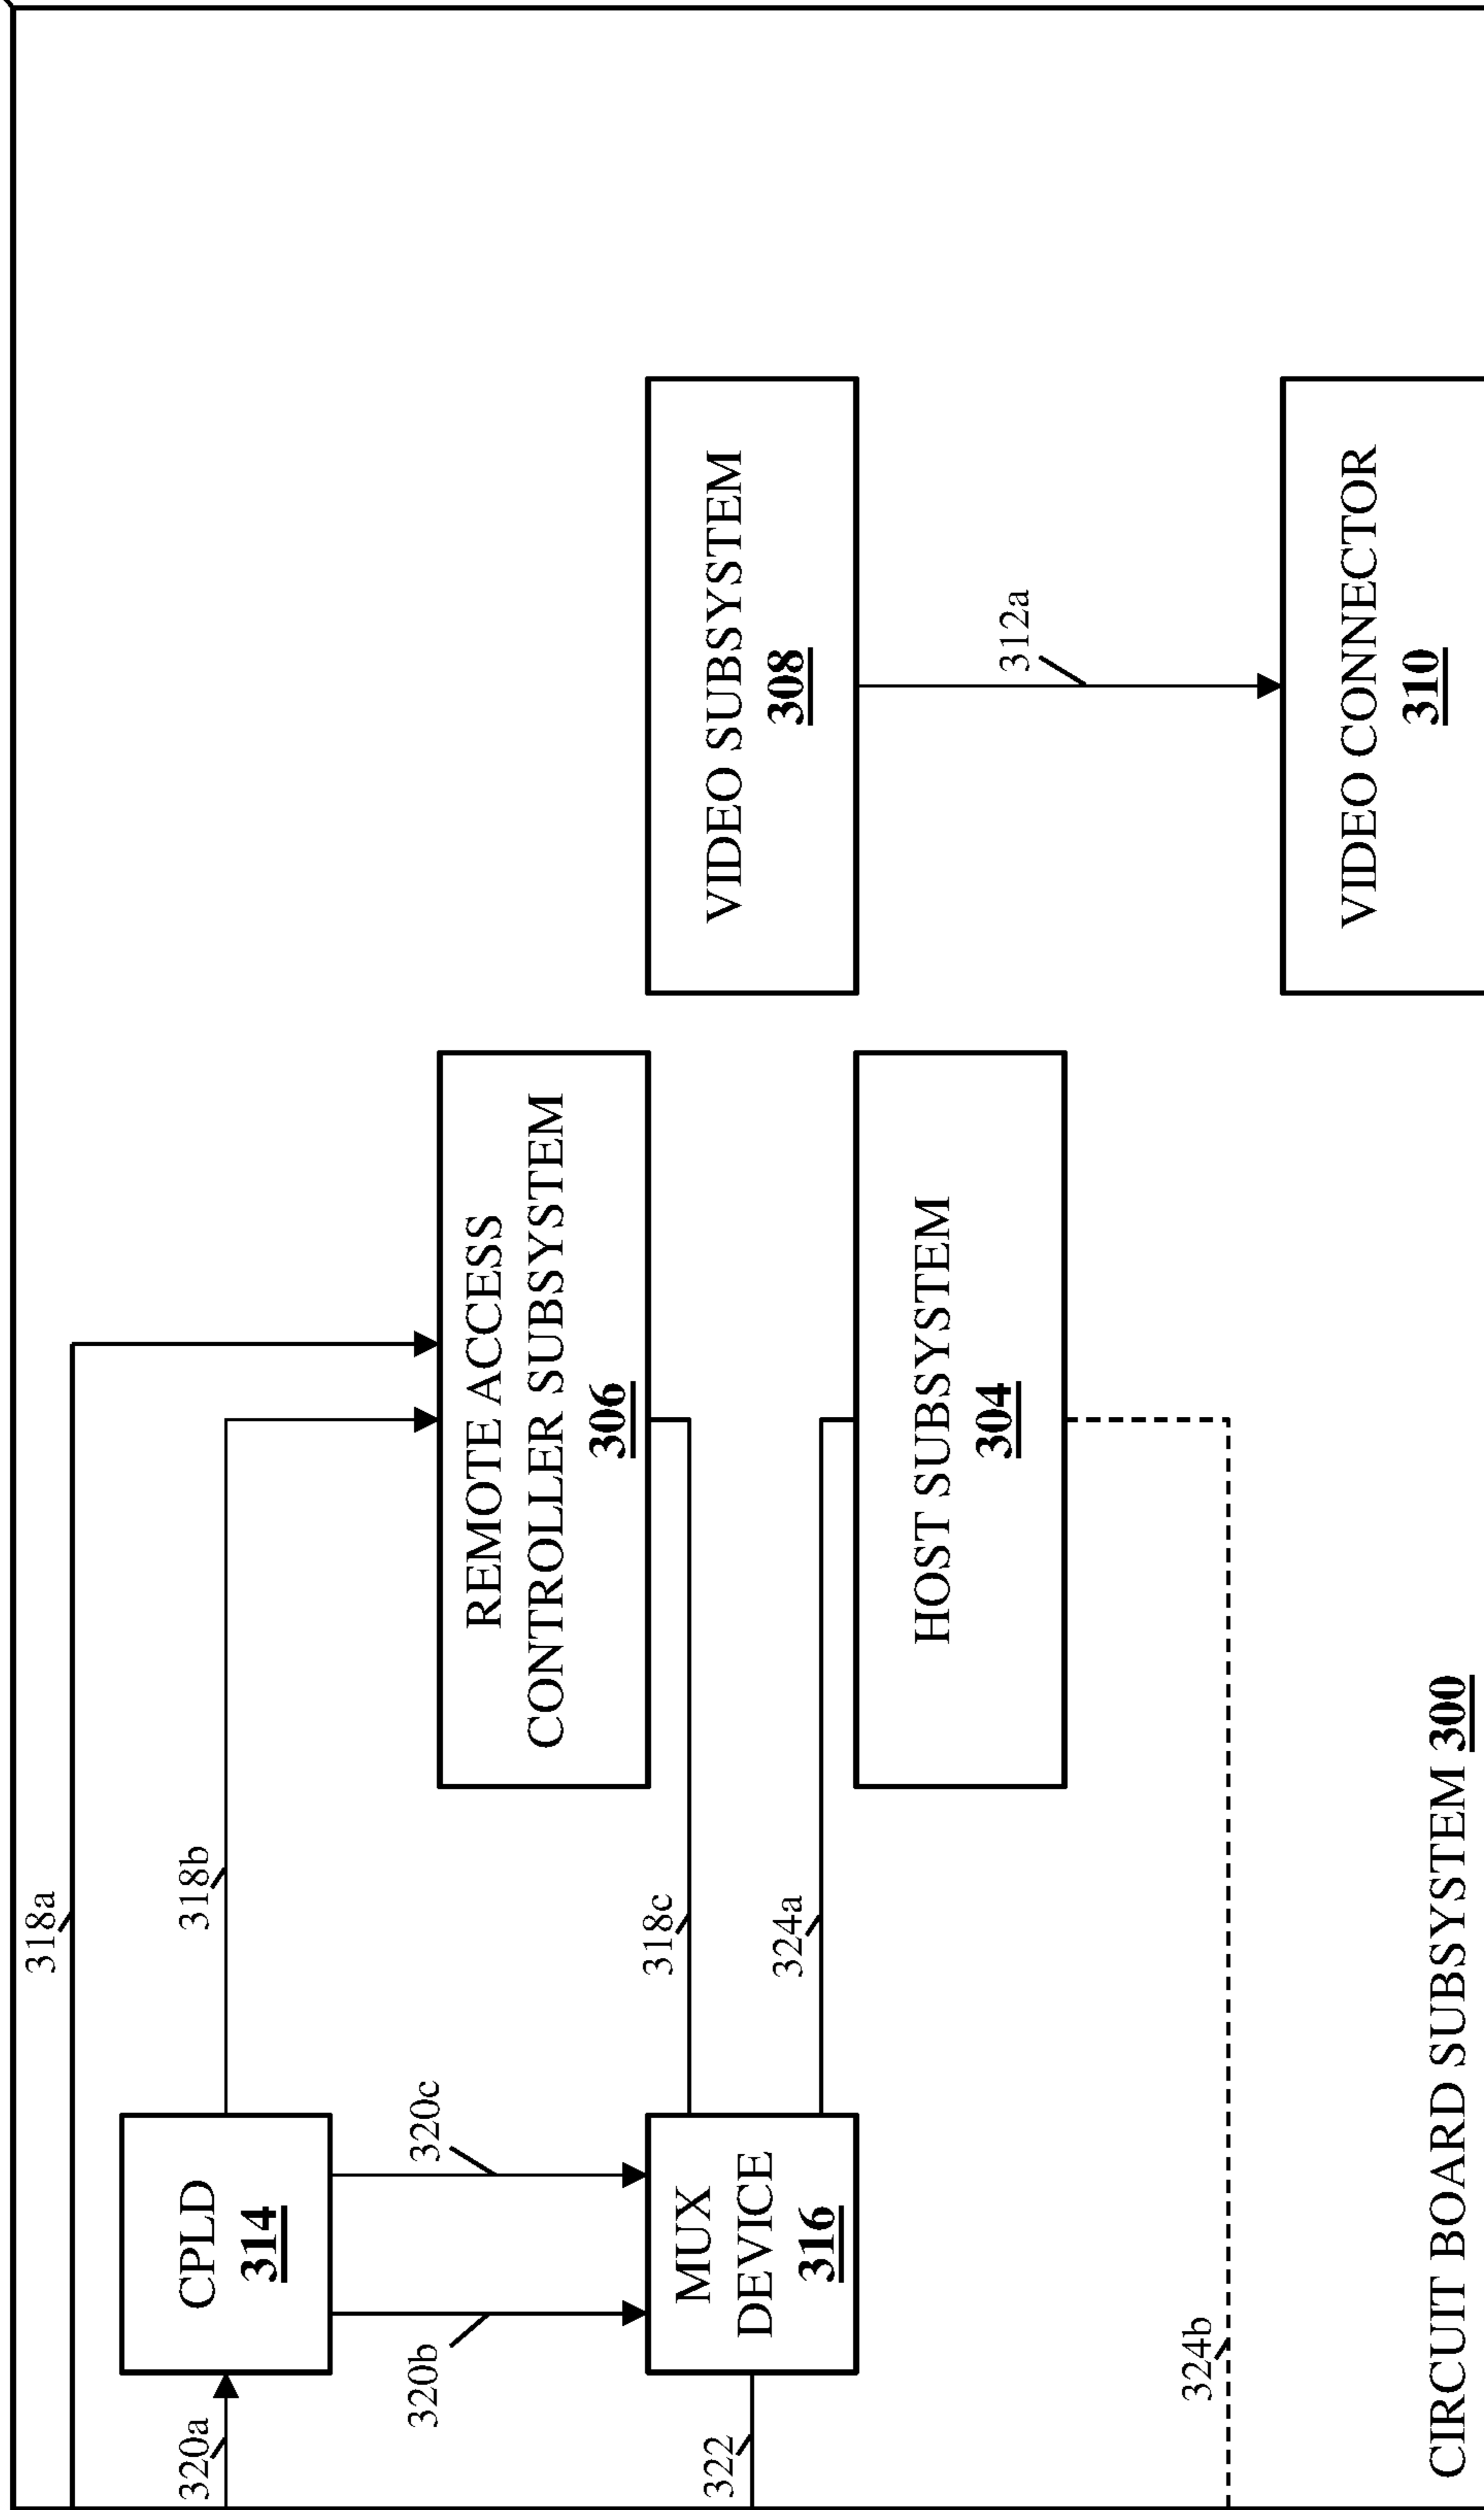 318a
320a
CPLD
314
318b
320b
320c
REMOTE ACCESS
CONTROLLER SUBSYSTEM
306
322
MUX
DEVICE
316
318c
324a
HOST SUBSYSTEM
304
324b
VIDEO SUBSYSTEM
308
312a
VIDEO CONNECTOR
310
CIRCUIT BOARD SUBSYSTEM 300